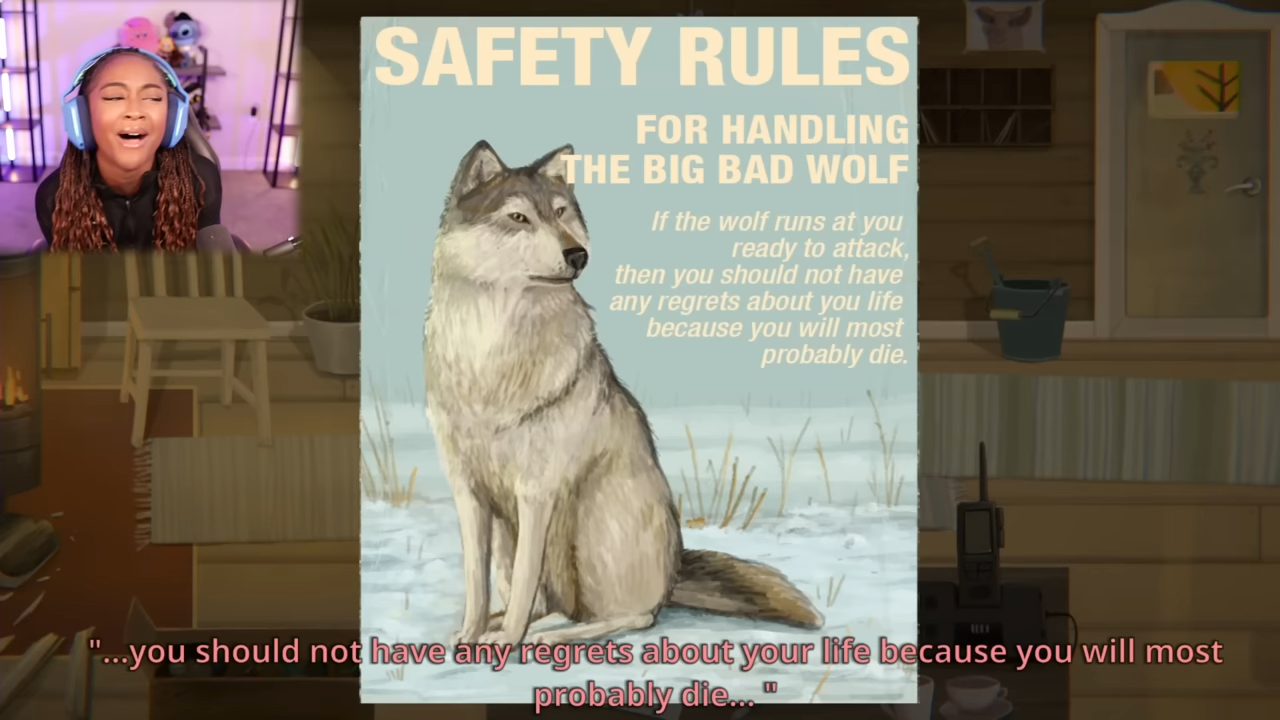 SAFETY RULES
FOR HANDLING
THE BIG BAD WOLF
If the wolf runs at you
ready to attack,
then you should not have
any regrets about you life
because you will most
probably die.
"...you should not have any regrets about your life because you will most
probably die... "